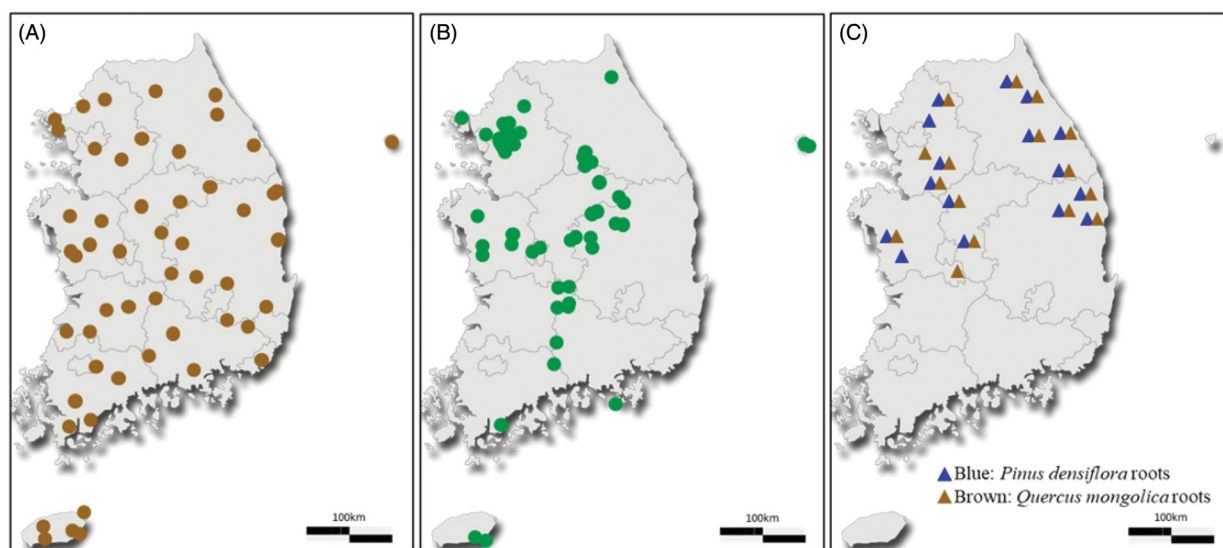 (A)
(B)
(C)
Blue: Pinus densiflora roots
Brown: Quercus mongolica roots
100km
100km
100km